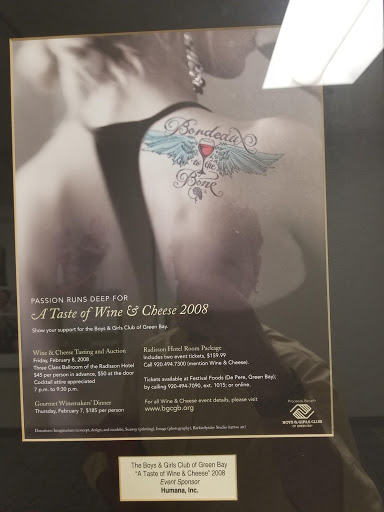 Bordeaux
to the
Bone
PASSION RUNS DEEP FOR
A Taste of Wine & Cheese 2008
Show your support for the Boys & Girls Club of Green Bay.
Wine & Cheese Tasting and Auction
Friday, February 8, 2008
Three Class Ballroom of the Radisson Hotel
$45 per person in advance, $50 at the door
Cocktail attire appreciated
7 p.m. to 9:30 p.m.
Gourmet Winemakers' Dinner
Thursday, February 7, $185 per person
Radisson Hotel Room Package
Includes two event tickets, $159.99
Call 920.494.7300 (mention Wine & Cheese).
Tickets available at Festival Foods (De Pere, Green Bay);
by calling 920-494-7090, ext. 1015; or online.
For all Wine & Cheese event details, please visit
www.bgcgb.org
Proceeds Benefit
BOYS & GIRLS CLUB
OF GREEN BAY
The Boys & Girls Club of Green Bay
"A Taste of Wine & Cheese" 2008
Event Sponsor
Humana, Inc.